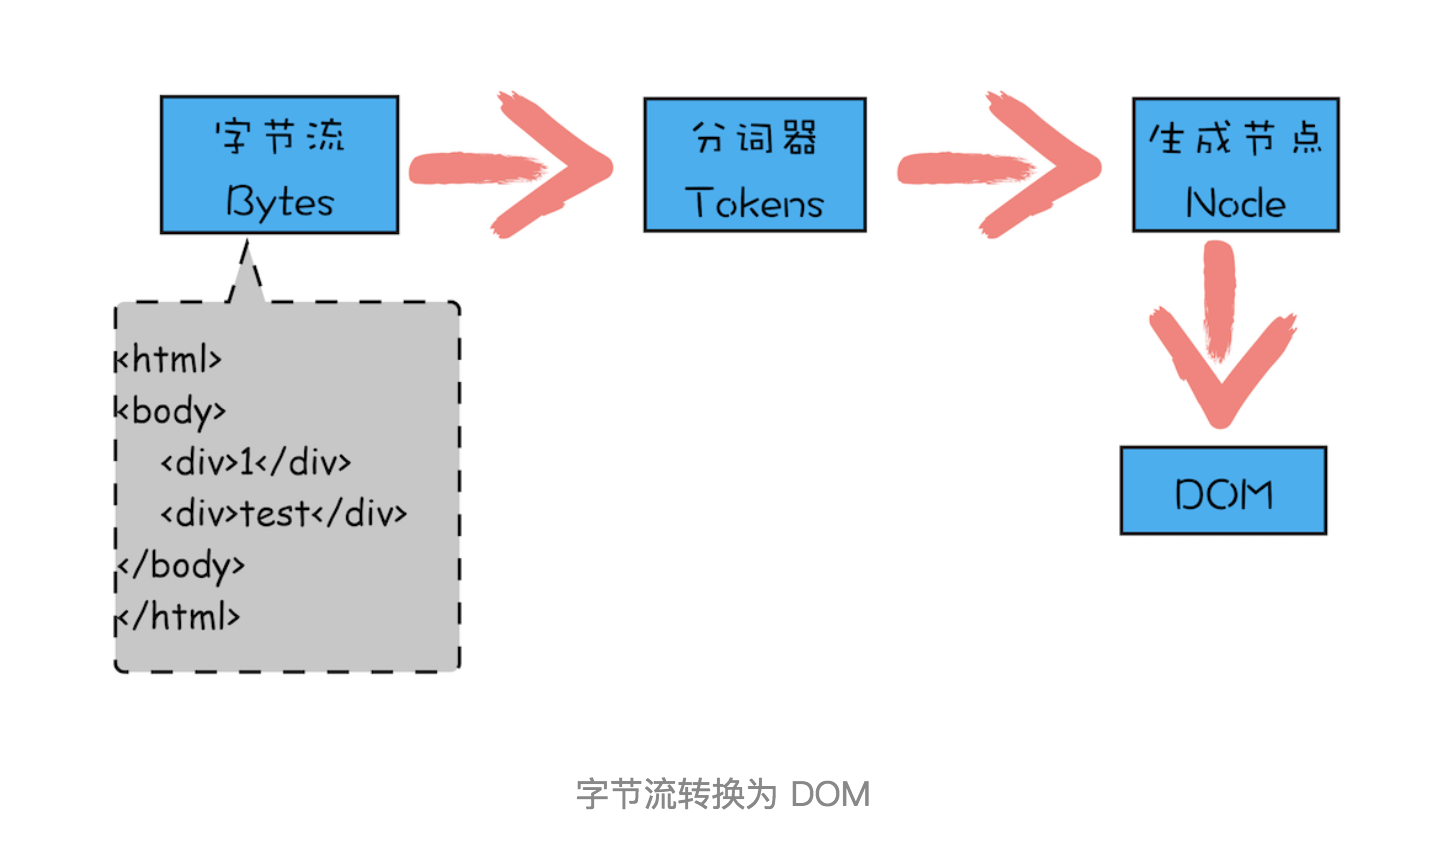 字节流
Bytes
分词器
Tokens
生成节点
Node
DOM
<html>
<body>
<div>1</div>
<div>test</div>
</body>
</html>
字节流转换为 DOM